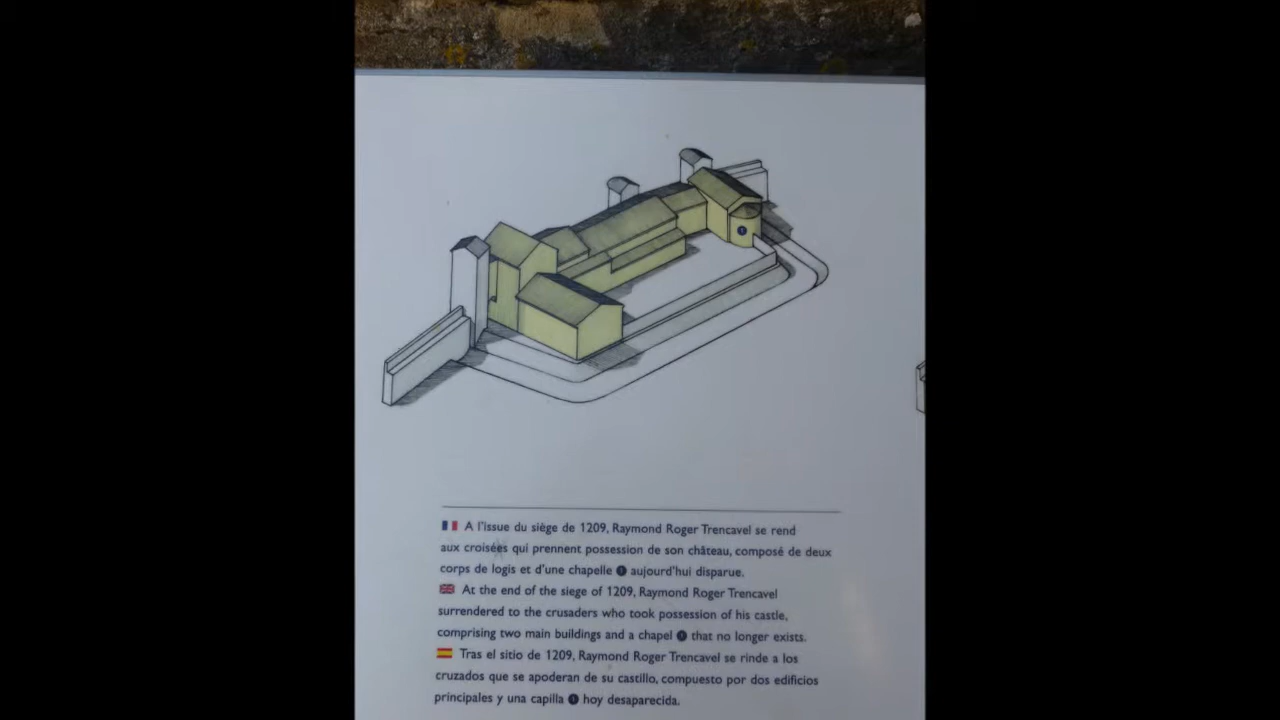 A l'issue du siège de 1209, Raymond Roger Trencavel se rend
aux croisées qui prennent possession de son château, composé de deux
corps de logis et d'une chapelle 1 aujourd'hui disparue.
At the end of the siege of 1209, Raymond Roger Trencavel
surrendered to the crusaders who took possession of his castle,
comprising two main buildings and a chapel 1 that no longer exists.
Tras el sitio de 1209, Raymond Roger Trencavel se rinde a los
cruzados que se apoderan de su castillo, compuesto por dos edificios
principales y una capilla 1 hoy desaparecida.